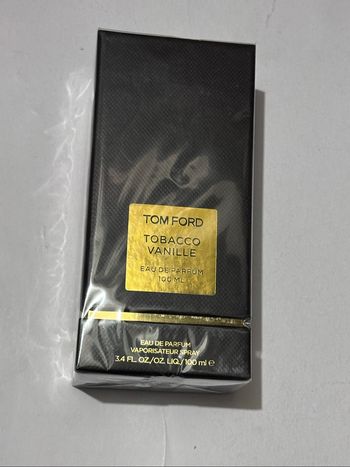 TOM FORD
TOBACCO
VANILLE
EAU DE PARFUM
100 ML
EAU DE PARFUM
VAPORISATEUR SPRAY
3.4 FL. OZ./OZ. LIQ./100 ml e